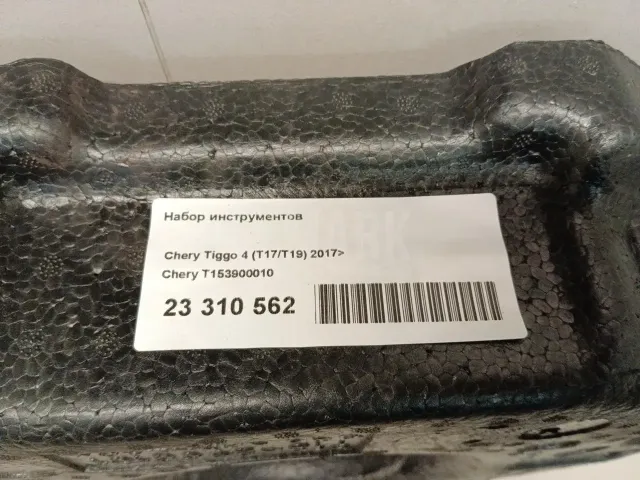 Набор инструментов
Chery Tiggo 4 (T17/T19) 2017>
Chery T153900010
23 310 562